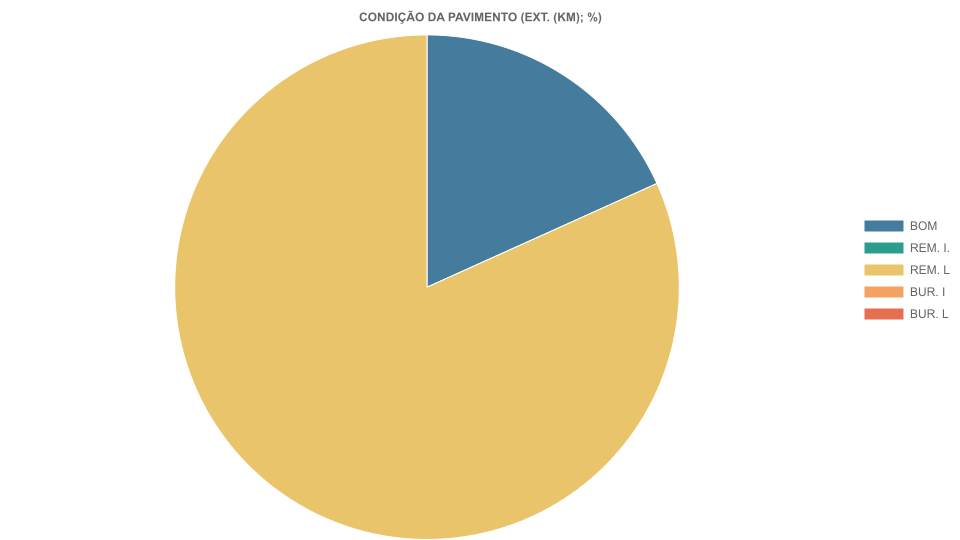 CONDIÇÃO DA PAVIMENTO (EXT. (KM); %)
BOM
REM. I.
REM. L
BUR. I
BUR. L